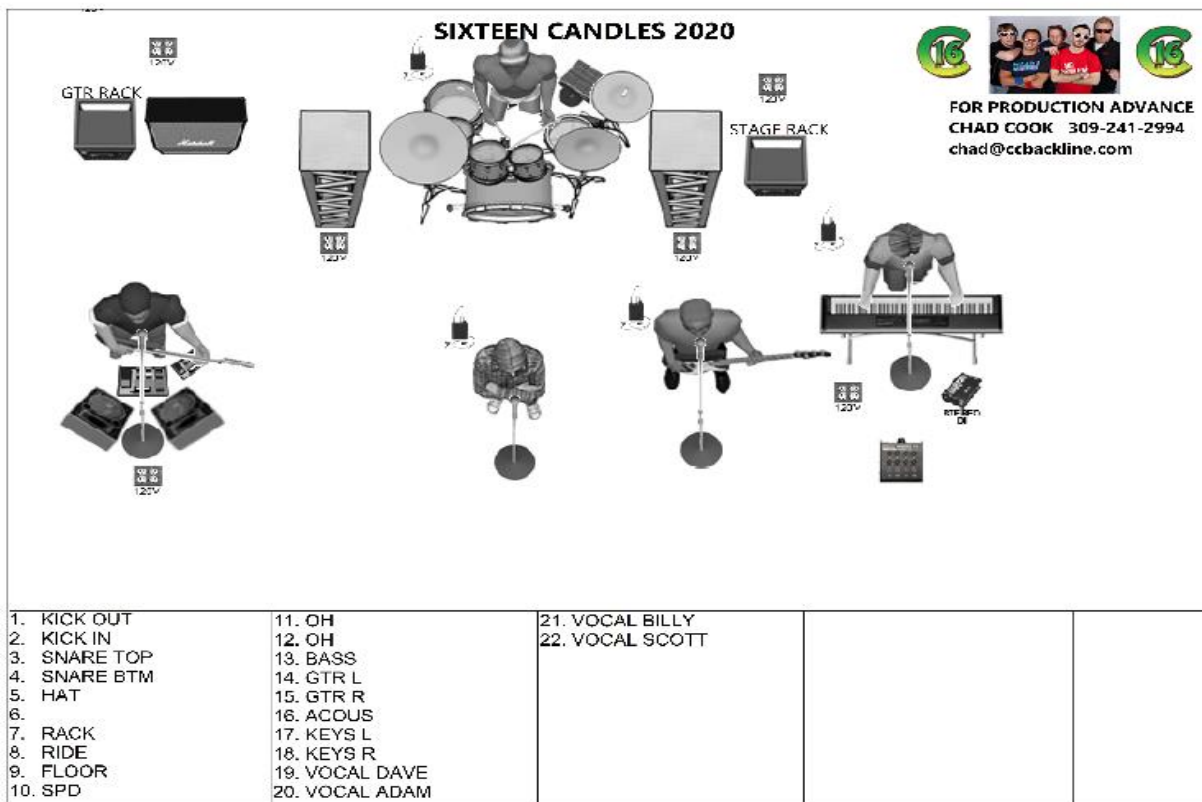 SIXTEEN CANDLES 2020
16
16
FOR PRODUCTION ADVANCE
CHAD COOK 309-241-2994
chad@ccbackline.com
120V
120V
GTR RACK
Marshall
STAGE RACK
120V
120V
120V
STEREO
DI
120V
1. KICK OUT
2. KICK IN
3. SNARE TOP
4. SNARE BTM
5. HAT
6.
7. RACK
8. RIDE
9. FLOOR
10. SPD
11. OH
12. OH
13. BASS
14. GTR L
15. GTR R
16. ACOUS
17. KEYS L
18. KEYS R
19. VOCAL DAVE
20. VOCAL ADAM
21. VOCAL BILLY
22. VOCAL SCOTT